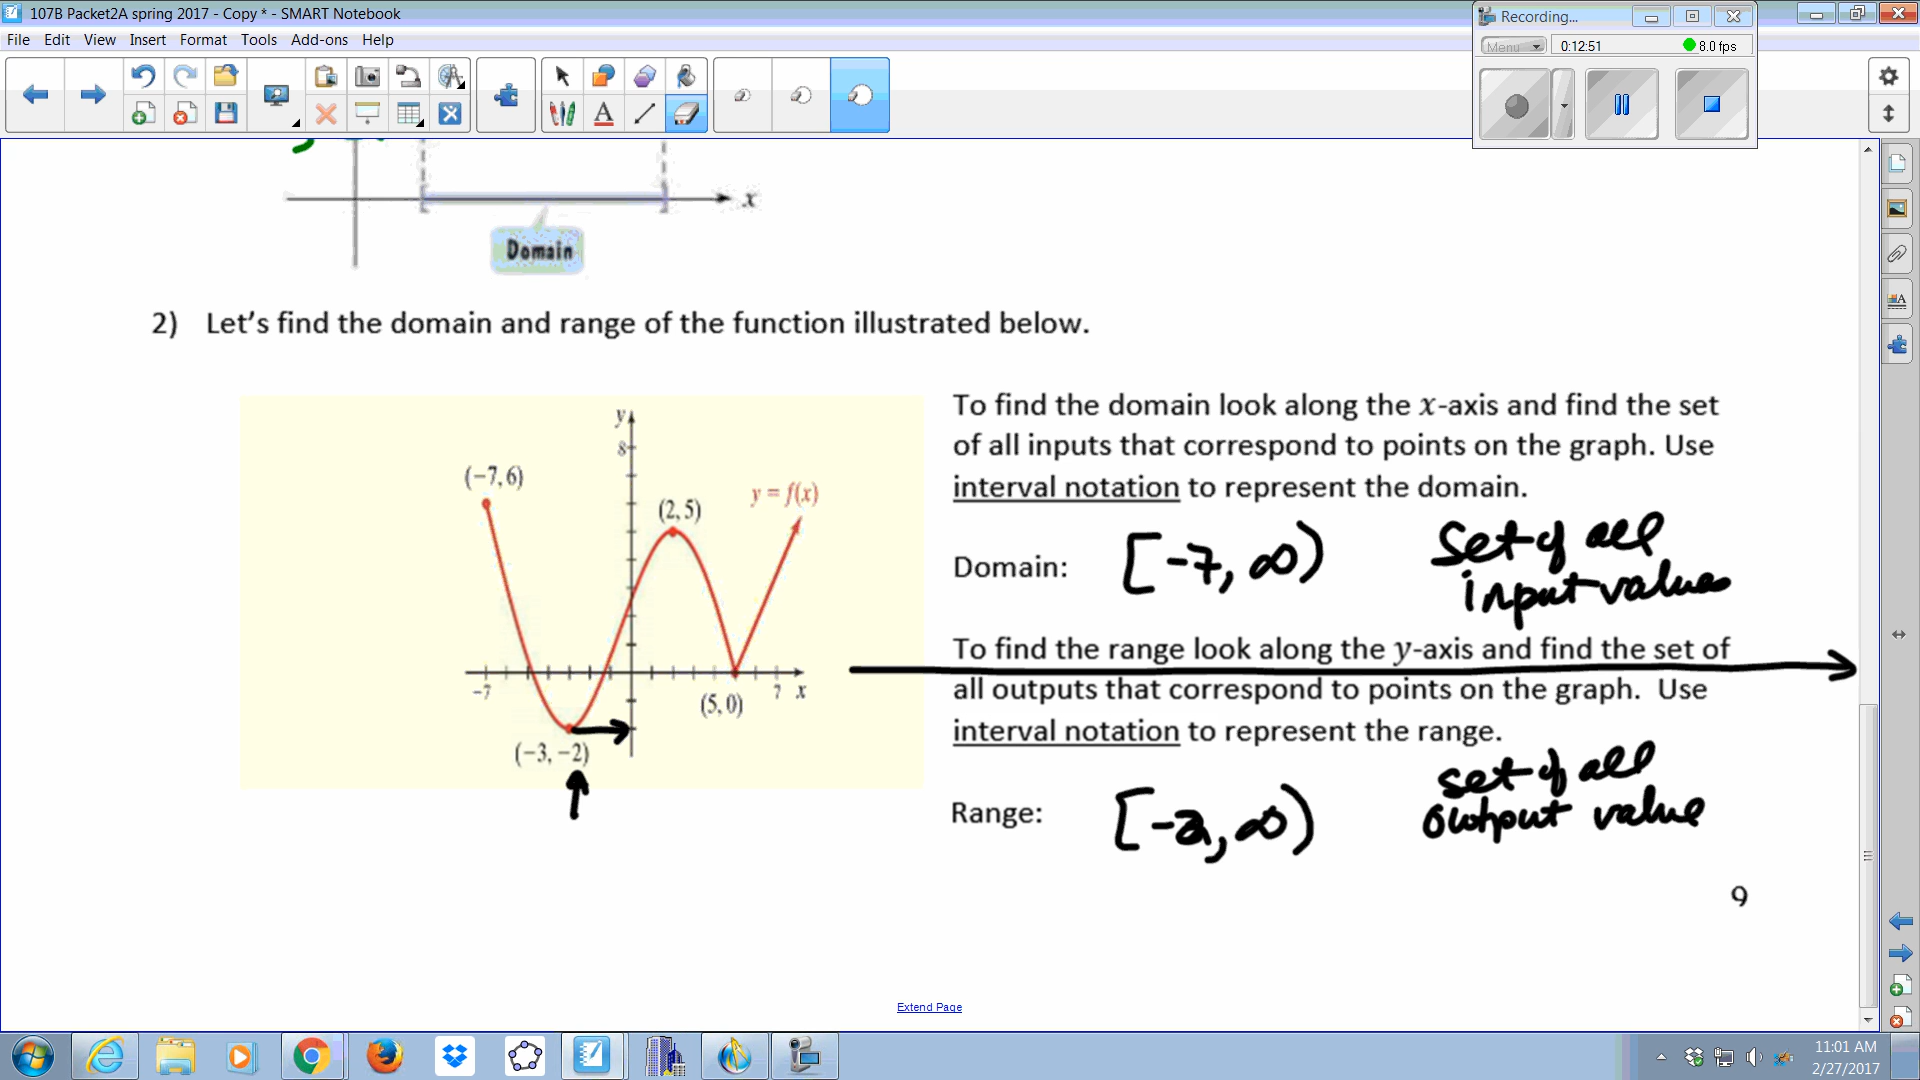 107B Packet2A spring 2017 - Copy * - SMART Notebook
Recording...
File Edit View Insert Format Tools Add-ons Help
Menu
0:12:51
8.0 fps
A
x
Domain
2) Let's find the domain and range of the function illustrated below.
y
8
(−7, 6)
(2, 5)
y = f(x)
−7
7 x
(5, 0)
(−3, −2)
To find the domain look along the x-axis and find the set
of all inputs that correspond to points on the graph. Use
interval notation to represent the domain.
Domain: [-7, ∞)
set of all
input values
To find the range look along the y-axis and find the set of
all outputs that correspond to points on the graph. Use
interval notation to represent the range.
Range: [-2, ∞)
set of all
output value
9
Extend Page
11:01 AM
2/27/2017